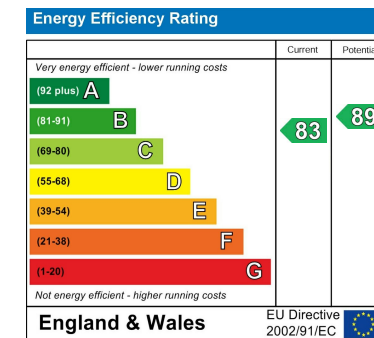 Energy Efficiency Rating
Current Potentia
Very energy efficient - lower running costs
(92 plus) A
(81-91) B
(69-80) C
(55-68) D
(39-54) E
(21-38) F
(1-20) G
83
89
Not energy efficient - higher running costs
England & Wales
EU Directive
2002/91/EC